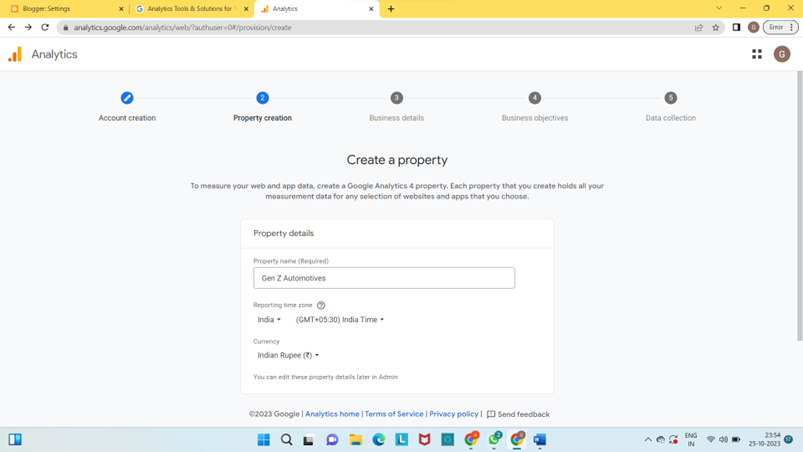 Blogger: Settings
Analytics Tools & Solutions for
Analytics
analytics.google.com/analytics/web/?authuser=0#/provision/create
G
Error
Analytics
G
2
3
4
5
Account creation
Property creation
Business details
Business objectives
Data collection
Create a property
To measure your web and app data, create a Google Analytics 4 property. Each property that you create holds all your
measurement data for any selection of websites and apps that you choose.
Property details
Property name (Required)
Gen Z Automotives
Reporting time zone
India (GMT+05:30) India Time
Currency
Indian Rupee (₹)
You can edit these property details later in Admin
©2023 Google | Analytics home | Terms of Service | Privacy policy | Send feedback
ENG
IN
23:54
25-10-2023